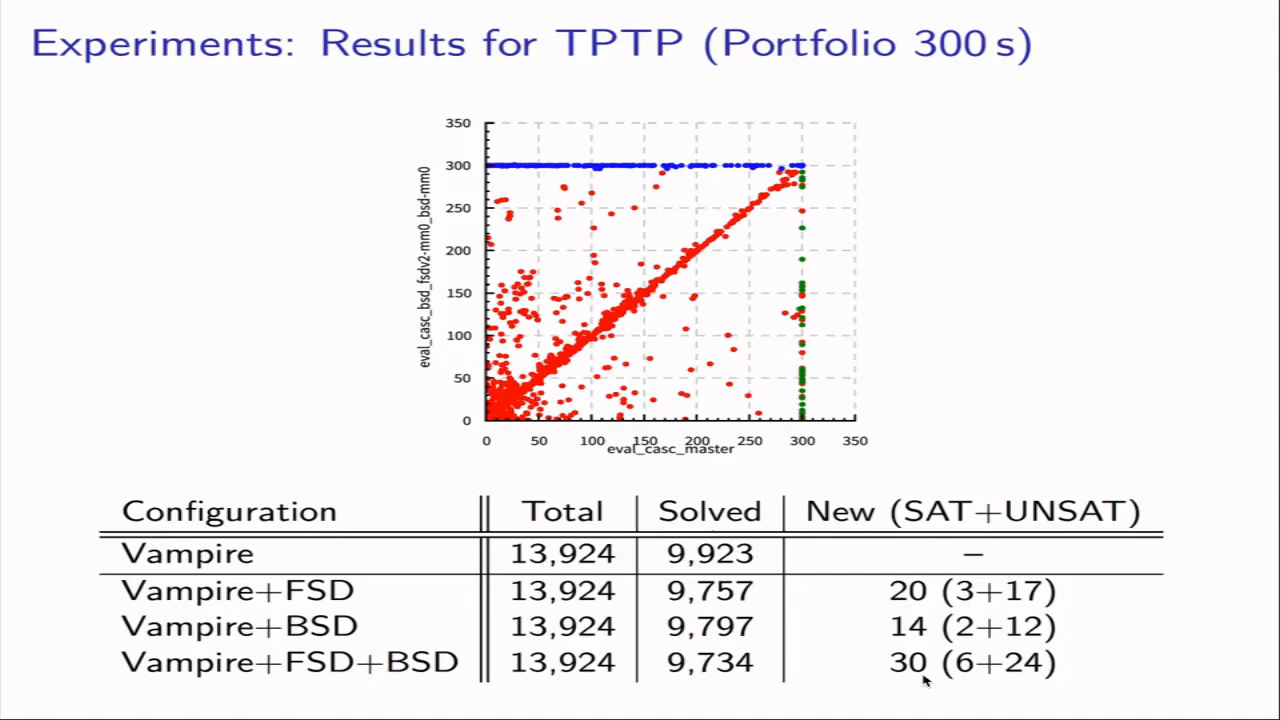 Experiments: Results for TPTP (Portfolio 300 s)
350
300
250
200
150
100
50
0
eval_casc_bsd_fsdv2-mm0_bsd-mm0
0 50 100 150 200 250 300 350
eval_casc_master
Configuration Total Solved New (SAT+UNSAT)
Vampire 13,924 9,923 –
Vampire+FSD 13,924 9,757 20 (3+17)
Vampire+BSD 13,924 9,797 14 (2+12)
Vampire+FSD+BSD 13,924 9,734 30 (6+24)